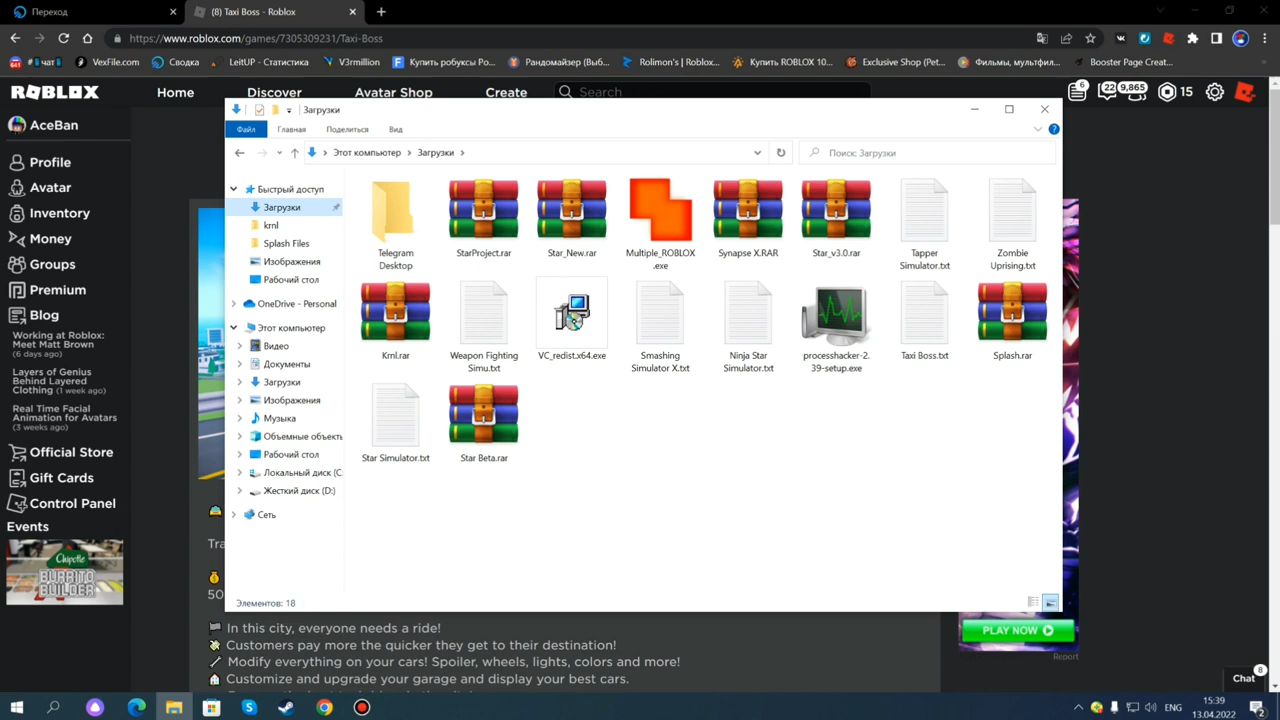 Переход
(8) Taxi Boss - Roblox
https://www.roblox.com/games/7305309231/Taxi-Boss
VexFile.com
Сводка
LeitUP - Статистика
V3rmillion
Купить робуксы Ро...
Рандомайзер (Выб...
Rolimon's | Roblox...
Купить ROBLOX 10...
Exclusive Shop (Pet...
Фильмы, мультфил...
Booster Page Creat...
ROBLOX
Home
Discover
Avatar Shop
Create
Search
6
22
9,865
15
AceBan
Profile
Avatar
Inventory
Money
Groups
Premium
Blog
Working at Roblox:
Meet Matt Brown
(6 days ago)
Layers of Genius
Behind Layered
Clothing (1 week ago)
Real Time Facial
Animation for Avatars
(3 weeks ago)
Official Store
Gift Cards
Control Panel
Events
Chipotle
BURRITO
BUILDER
Загрузки
Файл
Главная
Поделиться
Вид
Этот компьютер
Загрузки
Поиск: Загрузки
Быстрый доступ
Загрузки
krnl
Splash Files
Изображения
Рабочий стол
OneDrive - Personal
Этот компьютер
Видео
Документы
Загрузки
Изображения
Музыка
Объемные объекты
Рабочий стол
Локальный диск (C:
Жесткий диск (D:)
Сеть
Telegram
Desktop
StarProject.rar
Star_New.rar
Multiple_ROBLOX
.exe
Synapse X.RAR
Star_v3.0.rar
Tapper
Simulator.txt
Zombie
Uprising.txt
Krnl.rar
Weapon Fighting
Simu.txt
VC_redist.x64.exe
Smashing
Simulator X.txt
Ninja Star
Simulator.txt
processhacker-2.
39-setup.exe
Taxi Boss.txt
Splash.rar
Star Simulator.txt
Star Beta.rar
Элементов: 18
Tra
50
In this city, everyone needs a ride!
Customers pay more the quicker they get to their destination!
Modify everything on your cars! Spoiler, wheels, lights, colors and more!
Customize and upgrade your garage and display your best cars.
PLAY NOW
Report
Chat
8
ENG
15:39
13.04.2022
2